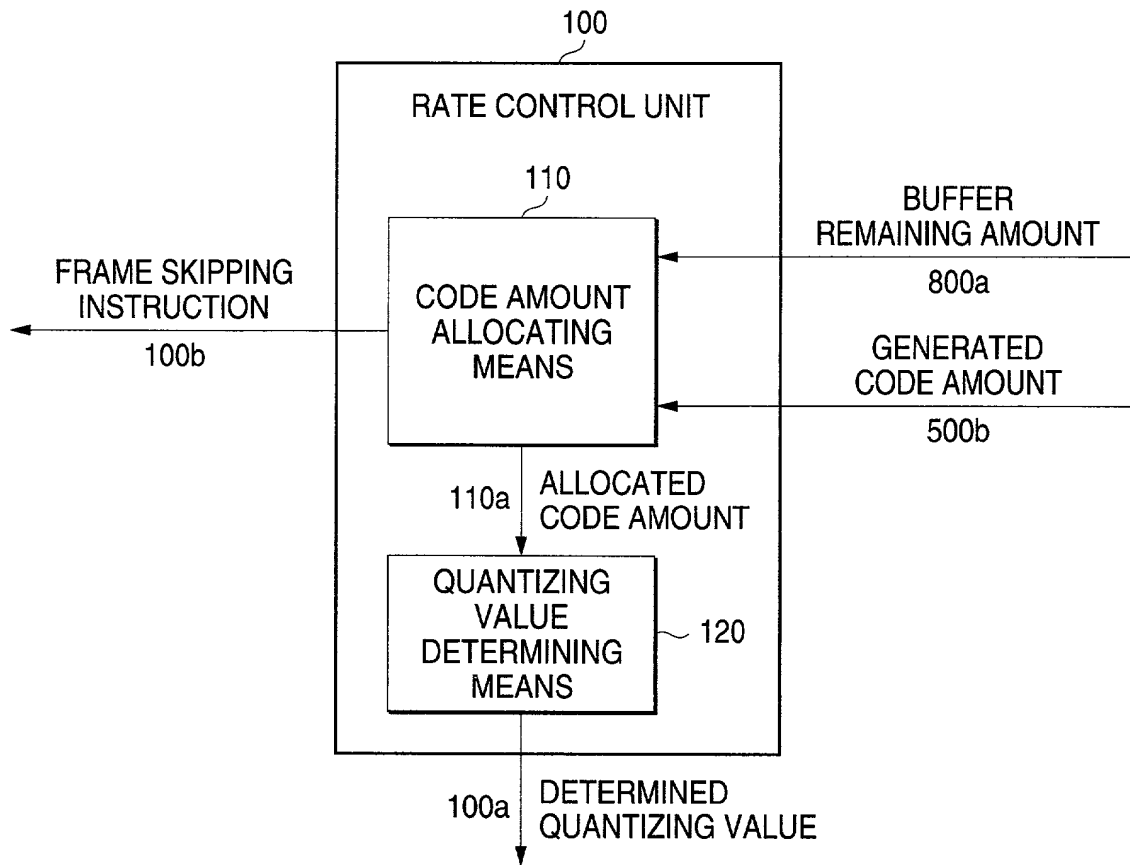 100
RATE CONTROL UNIT
110
BUFFER
REMAINING AMOUNT
800a
FRAME SKIPPING
INSTRUCTION
100b
CODE AMOUNT
ALLOCATING
MEANS
GENERATED
CODE AMOUNT
500b
110a
ALLOCATED
CODE AMOUNT
QUANTIZING
VALUE
DETERMINING
MEANS
120
100a
DETERMINED
QUANTIZING VALUE